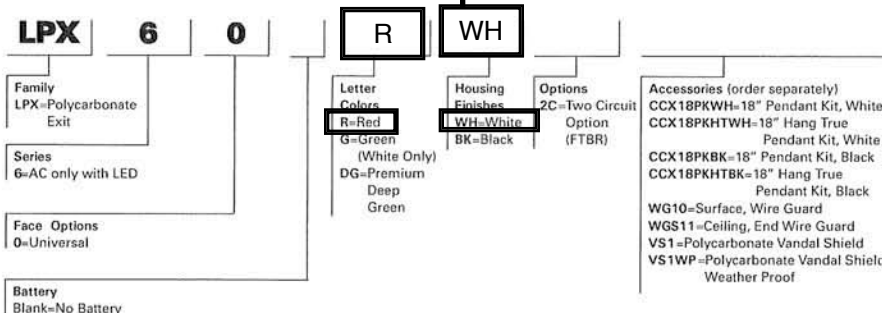 LPX 6 0 R WH
Family
LPX=Polycarbonate
Exit
Series
6=AC only with LED
Face Options
0=Universal
Battery
Blank=No Battery
Letter
Colors
R=Red
G=Green
(White Only)
DG=Premium
Deep
Green
Housing
Finishes
WH=White
BK=Black
Options
2C=Two Circuit
Option
(FTBR)
Accessories (order separately)
CCX18PKWH=18" Pendant Kit, White
CCX18PKHTWH=18" Hang True
Pendant Kit, White
CCX18PKBK=18" Pendant Kit, Black
CCX18PKHTBK=18" Hang True
Pendant Kit, Black
WG10=Surface, Wire Guard
WGS11=Ceiling, End Wire Guard
VS1=Polycarbonate Vandal Shield
VS1WP=Polycarbonate Vandal Shield
Weather Proof